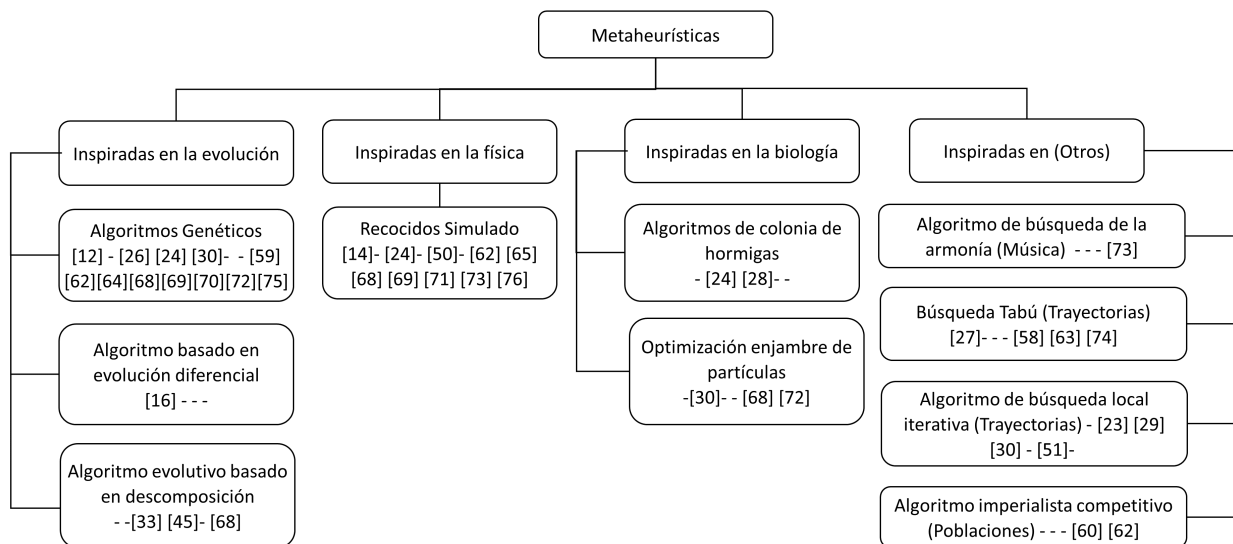 Metaheurísticas
Inspiradas en la evolución
Inspiradas en la física
Inspiradas en la biología
Inspiradas en (Otros)
Algoritmos Genéticos
[12] - [26] [24] [30]-  - [59]
[62][64][68][69][70][72][75]
Algoritmo basado en
evolución diferencial
[16] - - -
Algoritmo evolutivo basado
en descomposición
- -[33] [45]- [68]
Recocidos Simulado
[14]- [24]- [50]- [62] [65]
[68] [69] [71] [73] [76]
Algoritmos de colonia de
hormigas
- [24] [28]- -
Optimización enjambre de
partículas
-[30]- - [68] [72]
Algoritmo de búsqueda de la
armonía (Música)  - - - [73]
Búsqueda Tabú (Trayectorias)
[27]- - - [58] [63] [74]
Algoritmo de búsqueda local
iterativa (Trayectorias) - [23] [29]
[30] - [51]-
Algoritmo imperialista competitivo
(Poblaciones) - - - [60] [62]